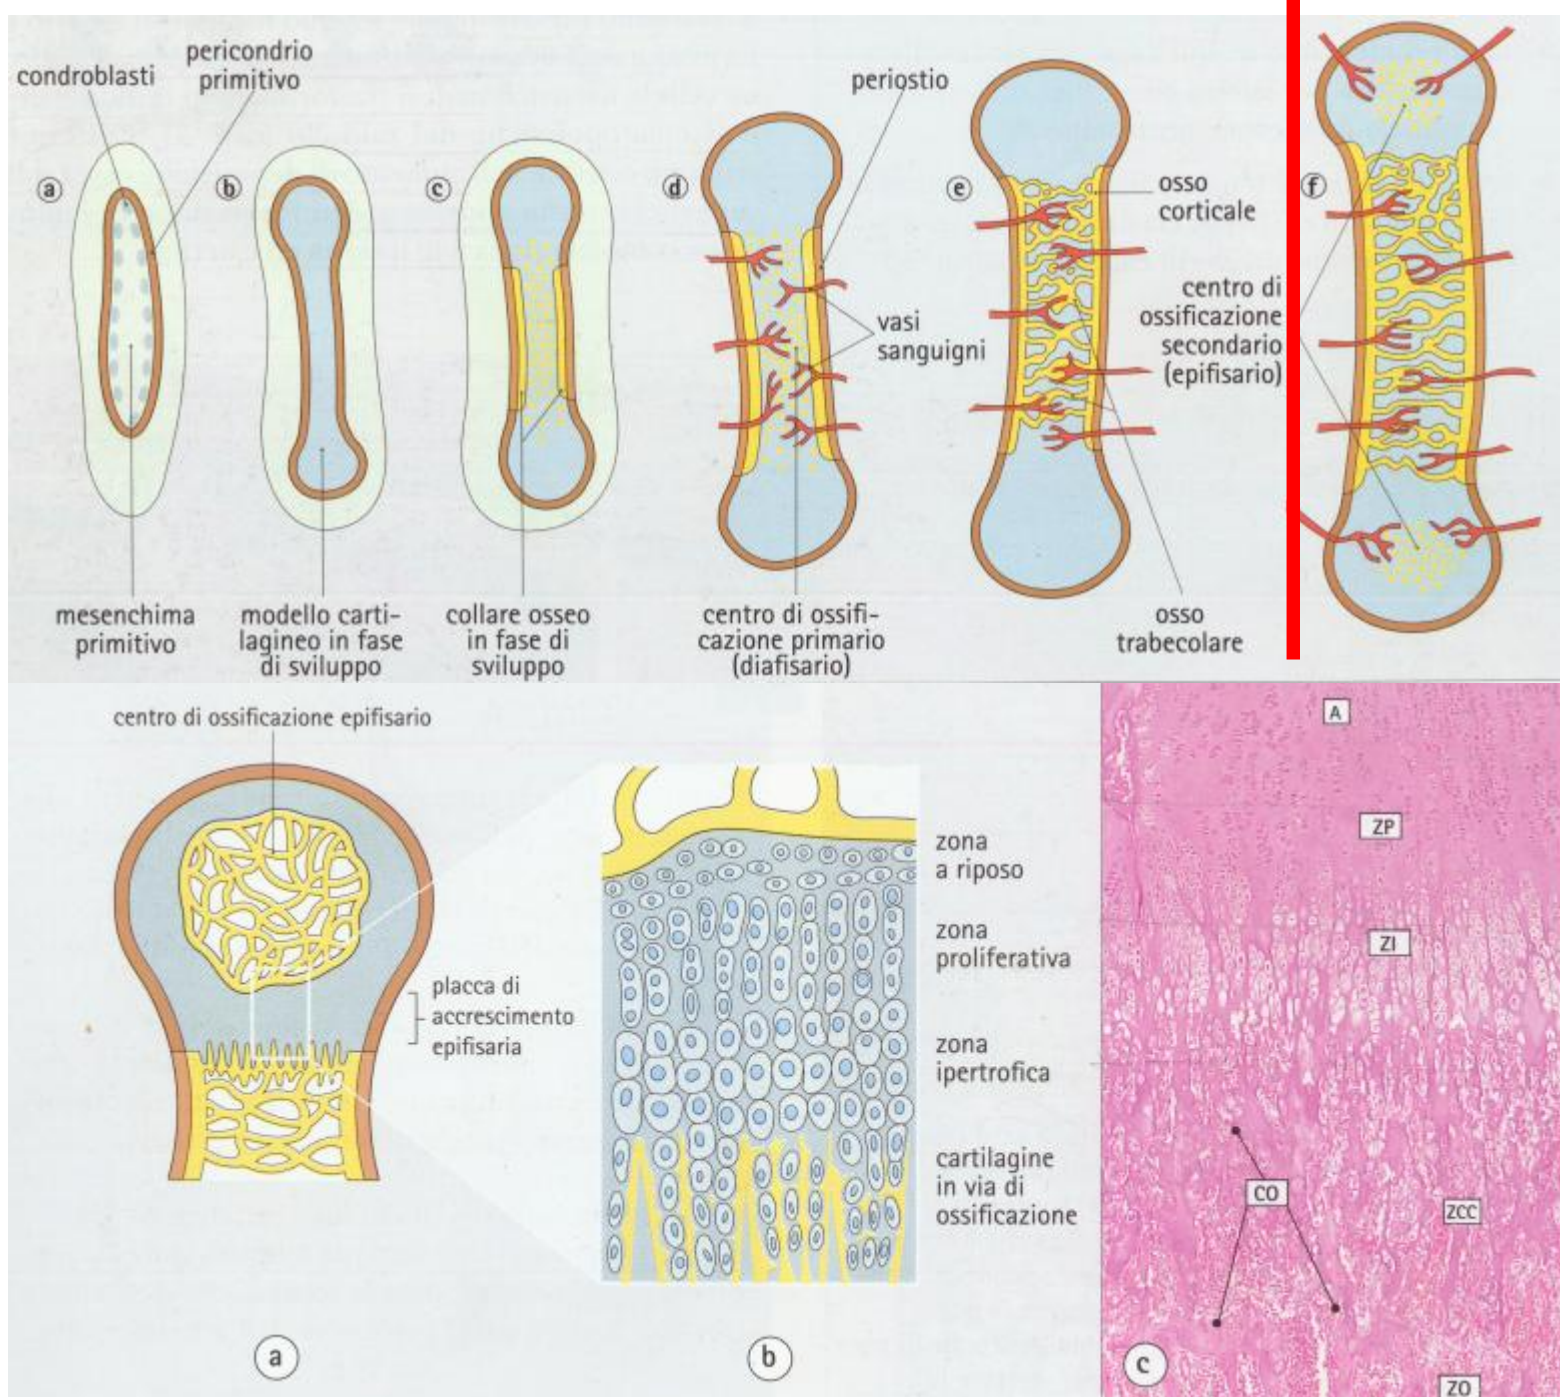 condroblasti
pericondrio
primitivo
periostio
a
b
c
d
e
f
osso
corticale
vasi
sanguigni
centro di
ossificazione
secondario
(epifisario)
mesenchima
primitivo
modello carti-
lagineo in fase
di sviluppo
collare osseo
in fase di
sviluppo
centro di ossifi-
cazione primario
(diafisario)
osso
trabecolare
centro di ossificazione epifisario
placca di
accrescimento
epifisaria
a
zona
a riposo
zona
proliferativa
zona
ipertrofica
cartilagine
in via di
ossificazione
b
A
ZP
ZI
CO
ZCC
ZO
c